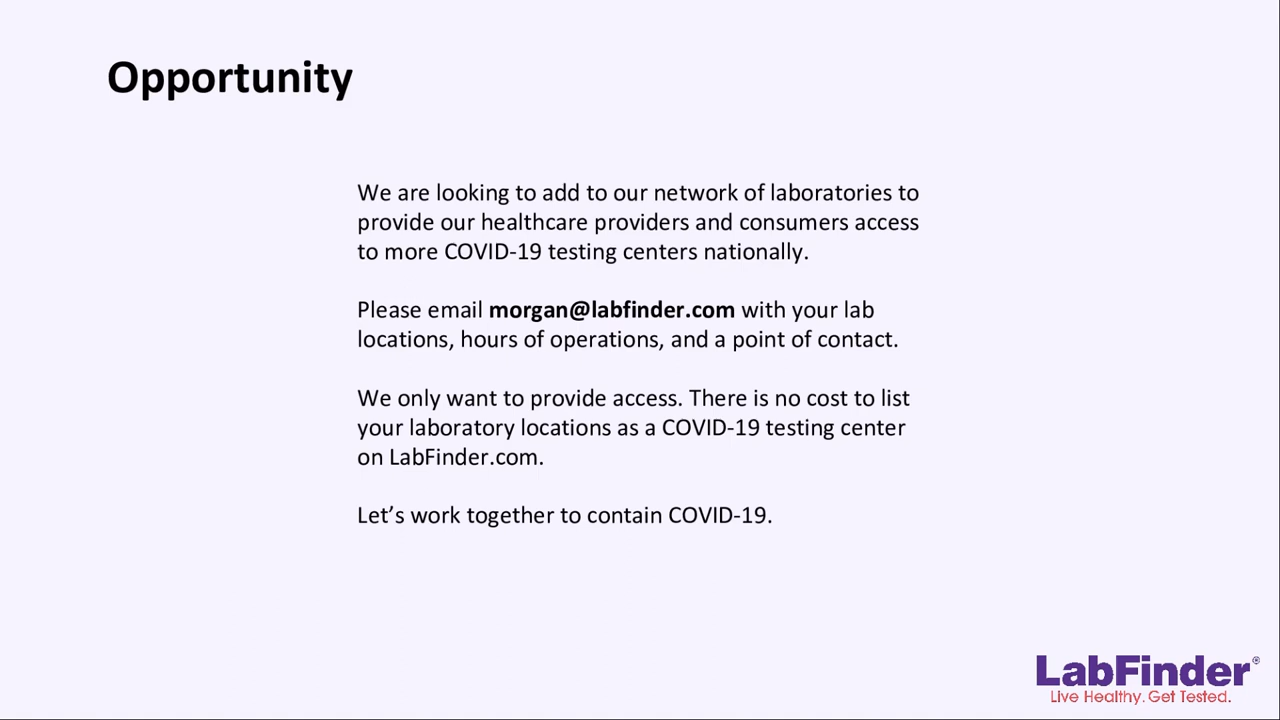 Opportunity
We are looking to add to our network of laboratories to
provide our healthcare providers and consumers access
to more COVID-19 testing centers nationally.
Please email morgan@labfinder.com with your lab
locations, hours of operations, and a point of contact.
We only want to provide access. There is no cost to list
your laboratory locations as a COVID-19 testing center
on LabFinder.com.
Let’s work together to contain COVID-19.
LabFinder®
Live Healthy. Get Tested.